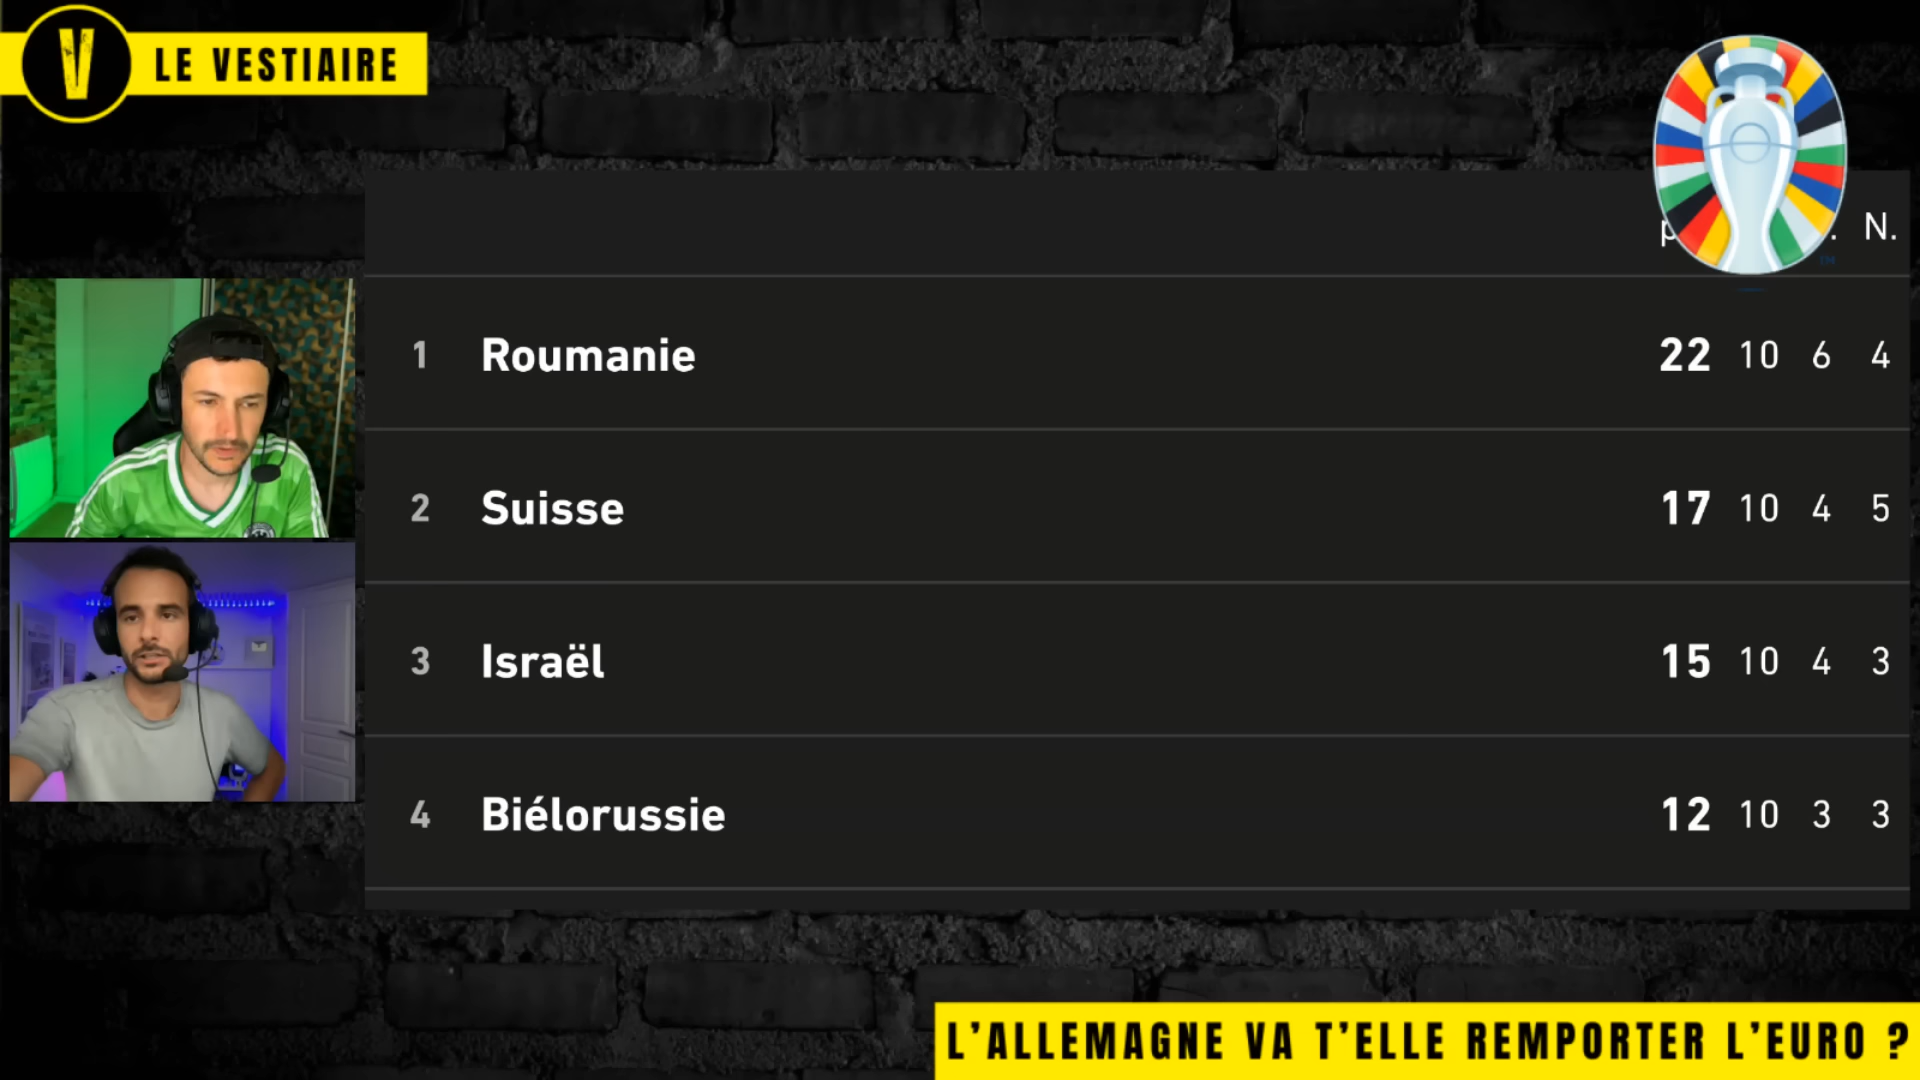 V LE VESTIAIRE
N.
1 Roumanie 22 10 6 4
2 Suisse 17 10 4 5
3 Israël 15 10 4 3
4 Biélorussie 12 10 3 3
L’ALLEMAGNE VA T’ELLE REMPORTER L’EURO ?